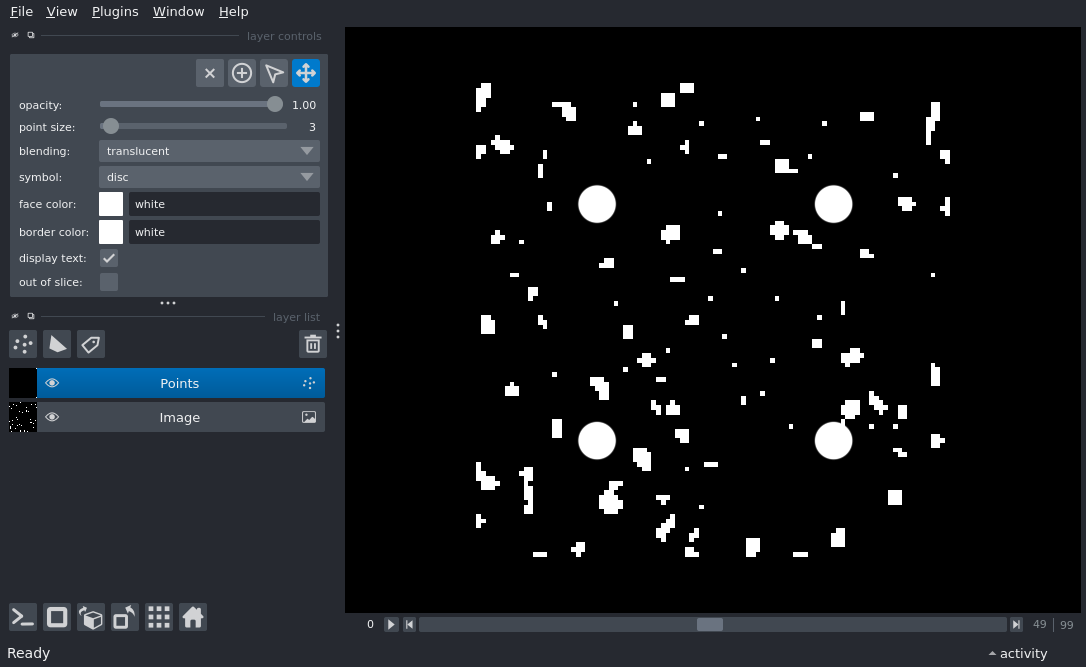 File View Plugins Window Help
layer controls
opacity: 1.00
point size: 3
blending: translucent
symbol: disc
face color: white
border color: white
display text:
out of slice:
layer list
Points
Image
0 49 | 99
Ready activity